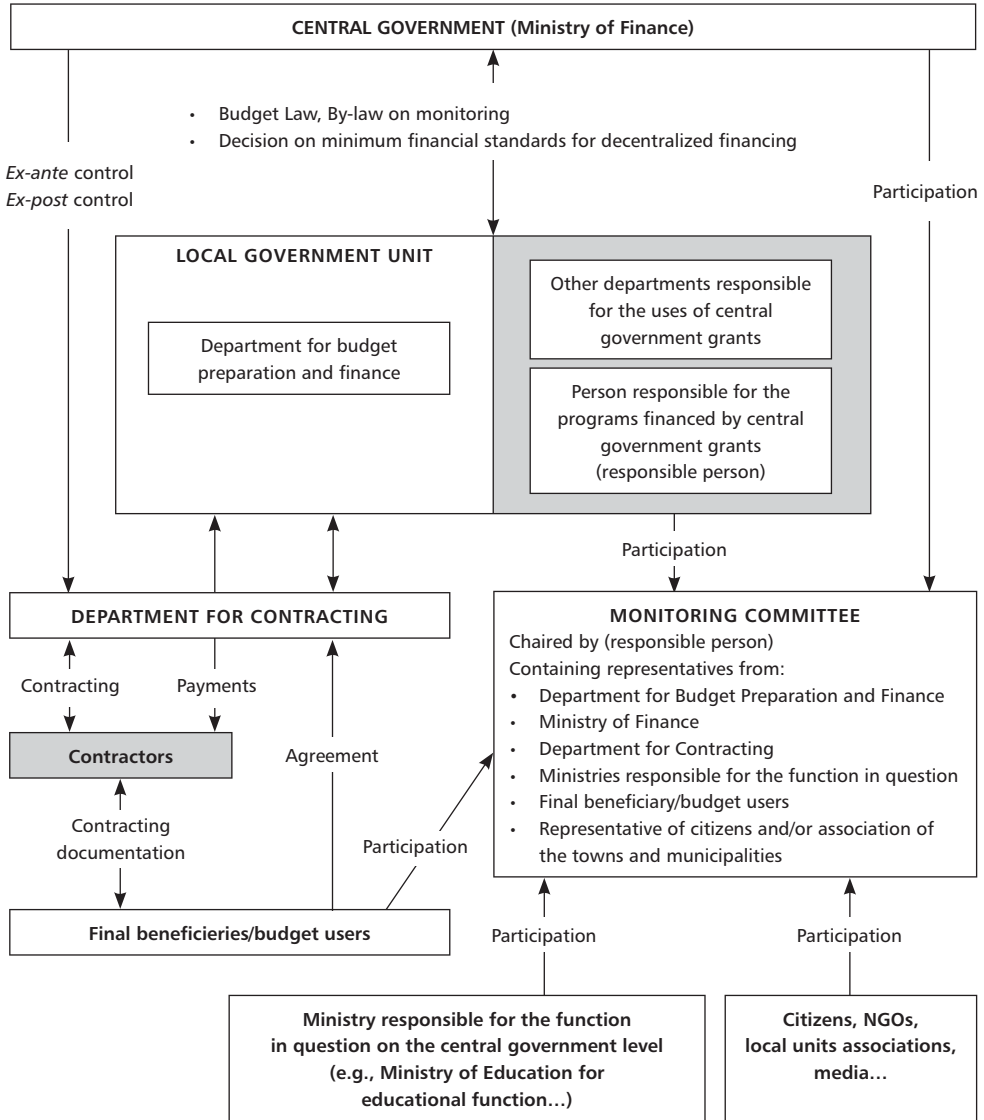 CENTRAL GOVERNMENT (Ministry of Finance)
• Budget Law, By-law on monitoring
• Decision on minimum financial standards for decentralized financing
Ex-ante control
Ex-post control
Participation
LOCAL GOVERNMENT UNIT
Department for budget
preparation and finance
Other departments responsible
for the uses of central
government grants
Person responsible for the
programs financed by central
government grants
(responsible person)
Participation
DEPARTMENT FOR CONTRACTING
Contracting
Payments
Contractors
Agreement
Contracting
documentation
Participation
Final beneficieries/budget users
MONITORING COMMITTEE
Chaired by (responsible person)
Containing representatives from:
• Department for Budget Preparation and Finance
• Ministry of Finance
• Department for Contracting
• Ministries responsible for the function in question
• Final beneficiary/budget users
• Representative of citizens and/or association of
the towns and municipalities
Participation
Participation
Ministry responsible for the function
in question on the central government level
(e.g., Ministry of Education for
educational function...)
Citizens, NGOs,
local units associations,
media...